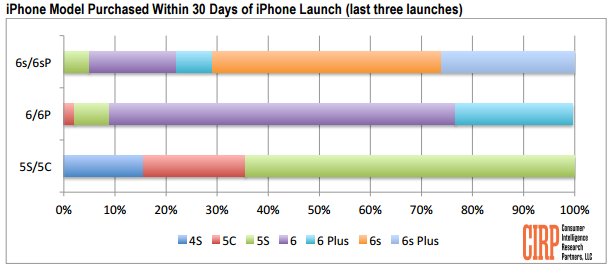 iPhone Model Purchased Within 30 Days of iPhone Launch (last three launches)
6s/6sP
6/6P
5S/5C
0% 10% 20% 30% 40% 50% 60% 70% 80% 90% 100%
4S 5C 5S 6 6 Plus 6s 6s Plus
CIRP
Consumer
Intelligence
Research
Partners, LLC